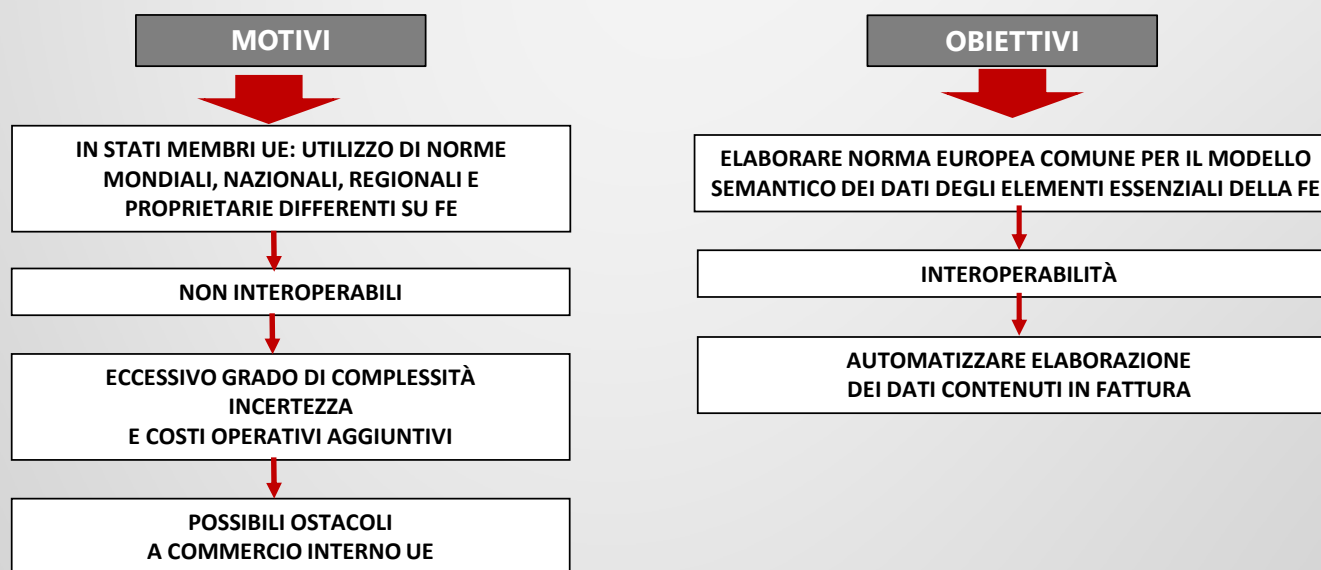 MOTIVI
IN STATI MEMBRI UE: UTILIZZO DI NORME
MONDIALI, NAZIONALI, REGIONALI E
PROPRIETARIE DIFFERENTI SU FE
NON INTEROPERABILI
ECCESSIVO GRADO DI COMPLESSITÀ
INCERTEZZA
E COSTI OPERATIVI AGGIUNTIVI
POSSIBILI OSTACOLI
A COMMERCIO INTERNO UE
OBIETTIVI
ELABORARE NORMA EUROPEA COMUNE PER IL MODELLO
SEMANTICO DEI DATI DEGLI ELEMENTI ESSENZIALI DELLA FE
INTEROPERABILITÀ
AUTOMATIZZARE ELABORAZIONE
DEI DATI CONTENUTI IN FATTURA